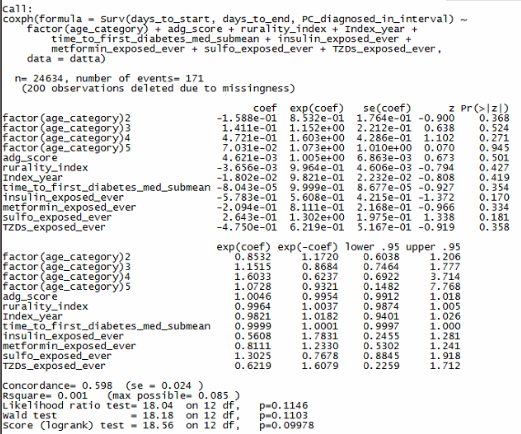 Call:
coxph(formula = Surv(days_to_start, days_to_end, PC_diagnosed_in_interval) ~
factor(age_category) + adg_score + rurality_index + Index_year +
time_to_first_diabetes_med_submean + insulin_exposed_ever +
metformin_exposed_ever + sulfo_exposed_ever + TZDs_exposed_ever,
data = datta)
n= 24634, number of events= 171
(200 observations deleted due to missingness)
coef exp(coef) se(coef) z Pr(>|z|)
factor(age_category)2 -1.588e-01 8.532e-01 1.764e-01 -0.900 0.368
factor(age_category)3 1.411e-01 1.152e+00 2.212e-01 0.638 0.524
factor(age_category)4 4.721e-01 1.603e+00 4.286e-01 1.102 0.271
factor(age_category)5 7.031e-02 1.073e+00 1.010e+00 0.070 0.945
adg_score 4.621e-03 1.005e+00 6.863e-03 0.673 0.501
rurality_index -3.656e-03 9.964e-01 4.606e-03 -0.794 0.427
Index_year -1.802e-02 9.821e-01 2.232e-02 -0.808 0.419
time_to_first_diabetes_med_submean -8.043e-05 9.999e-01 8.677e-05 -0.927 0.354
insulin_exposed_ever -5.783e-01 5.608e-01 4.215e-01 -1.372 0.170
metformin_exposed_ever -2.094e-01 8.111e-01 2.168e-01 -0.966 0.334
sulfo_exposed_ever 2.643e-01 1.302e+00 1.975e-01 1.338 0.181
TZDs_exposed_ever -4.750e-01 6.219e-01 5.167e-01 -0.919 0.358
exp(coef) exp(-coef) lower .95 upper .95
factor(age_category)2 0.8532 1.1720 0.6038 1.206
factor(age_category)3 1.1515 0.8684 0.7464 1.777
factor(age_category)4 1.6033 0.6237 0.6922 3.714
factor(age_category)5 1.0728 0.9321 0.1482 7.768
adg_score 1.0046 0.9954 0.9912 1.018
rurality_index 0.9964 1.0037 0.9874 1.005
Index_year 0.9821 1.0182 0.9401 1.026
time_to_first_diabetes_med_submean 0.9999 1.0001 0.9997 1.000
insulin_exposed_ever 0.5608 1.7831 0.2455 1.281
metformin_exposed_ever 0.8111 1.2330 0.5302 1.241
sulfo_exposed_ever 1.3025 0.7678 0.8845 1.918
TZDs_exposed_ever 0.6219 1.6079 0.2259 1.712
Concordance= 0.598 (se = 0.024 )
Rsquare= 0.001 (max possible= 0.085 )
Likelihood ratio test= 18.04 on 12 df, p=0.1146
Wald test = 18.18 on 12 df, p=0.1103
Score (logrank) test = 18.56 on 12 df, p=0.09978